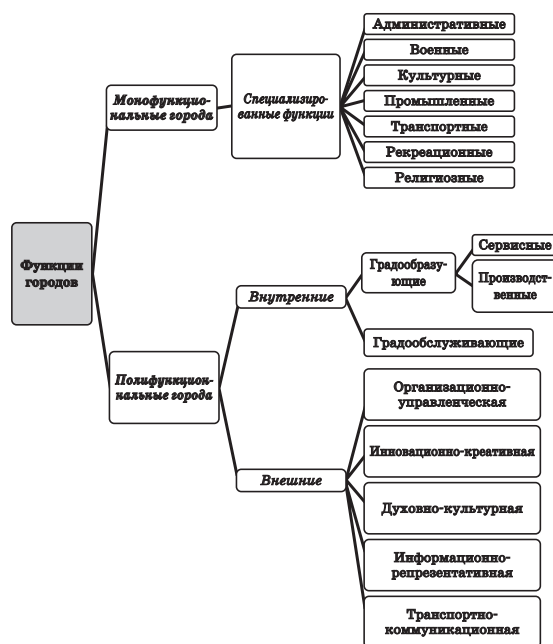 Функции
городов
Монофункцио-
нальные города
Специализиро-
ванные функции
Административные
Военные
Культурные
Промышленные
Транспортные
Рекреационные
Религиозные
Полифункцион-
нальные города
Внутренние
Градообразу-
ющие
Сервисные
Производст-
венные
Градообслуживающие
Внешние
Организационно-
управленческая
Инновационно-креативная
Духовно-культурная
Информационно-
репрезентативная
Транспортно-
коммуникационная